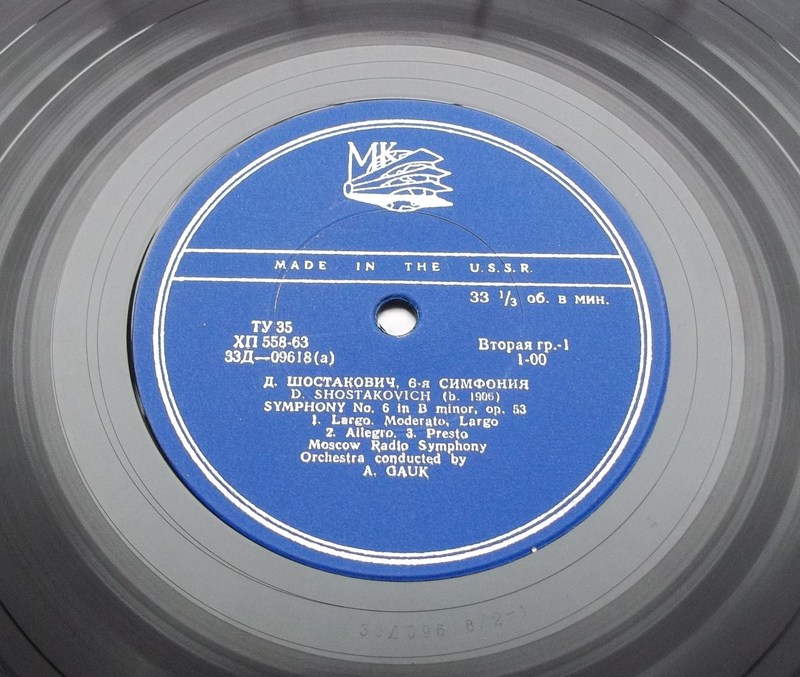 МК
MADE IN THE U.S.S.R.
33 1/3 об. в мин.
ТУ 35
ХП 558-63
33Д—09618(а)
Вторая гр.-1
1-00
Д. ШОСТАКОВИЧ, 6-я СИМФОНИЯ
D. SHOSTAKOVICH (b. 1906)
SYMPHONY No. 6 in B minor, op. 53
1. Largo. Moderato, Largo
2. Allegro. 3. Presto
Moscow Radio Symphony
Orchestra conducted by
A. GAUK